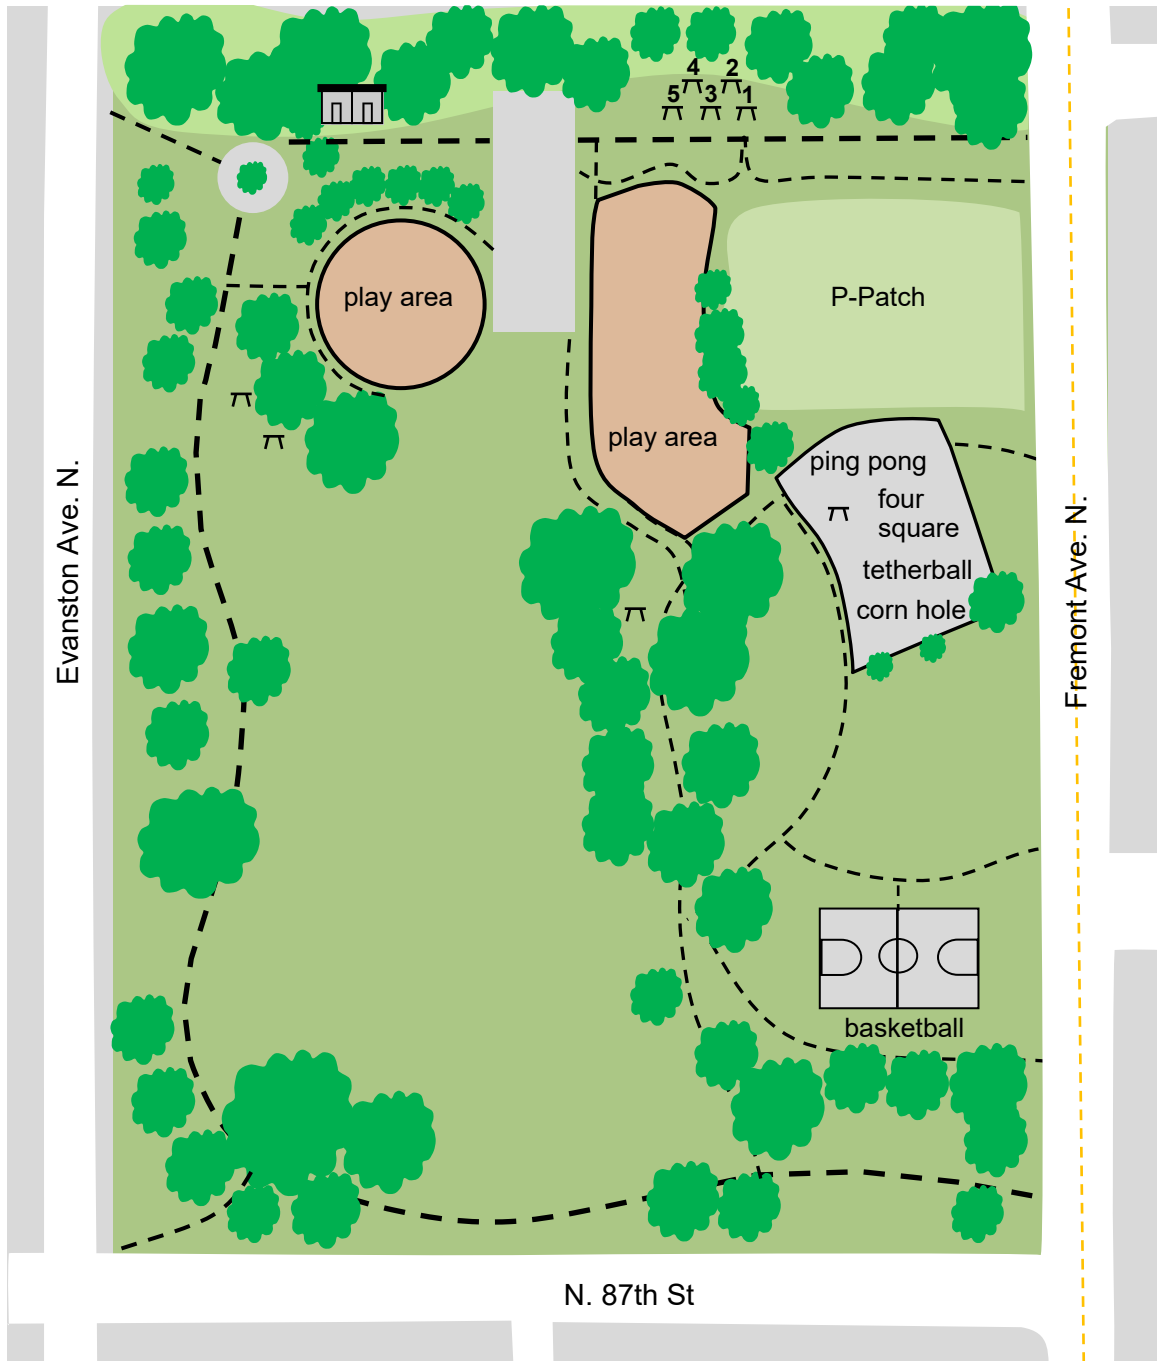 4 2
5 3 1
play area
P-Patch
play area
ping pong
four
square
tetherball
corn hole
Evanston Ave. N.
Fremont Ave. N.
basketball
N. 87th St